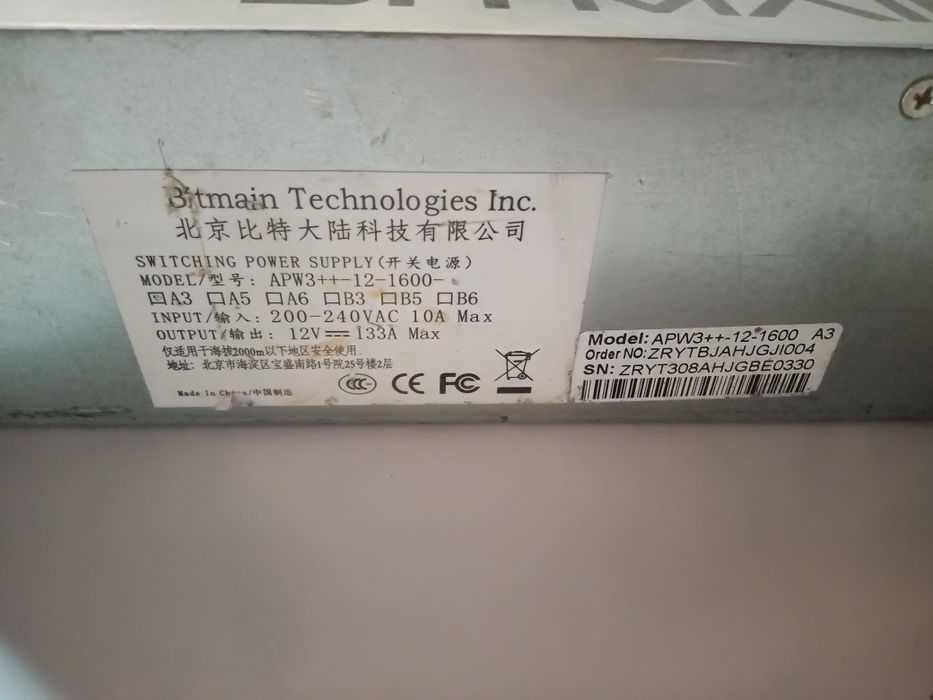 Bitmain Technologies Inc.
北京比特大陆科技有限公司
SWITCHING POWER SUPPLY(开关电源)
MODEL/型号: APW3++-12-1600-
A3 □A5 □A6 □B3 □B5 □B6
INPUT/输入: 200-240VAC 10A Max
OUTPUT/输出: 12V 133A Max
仅适用于海拔2000m以下地区安全使用
地址: 北京市海淀区宝盛南路1号院25号楼2层
Made in China/中国制造
CCC CE FC
Model: APW3++-12-1600 A3
Order NO: ZRYTBJAHJGJI004
SN: ZRYT308AHJGBE0330